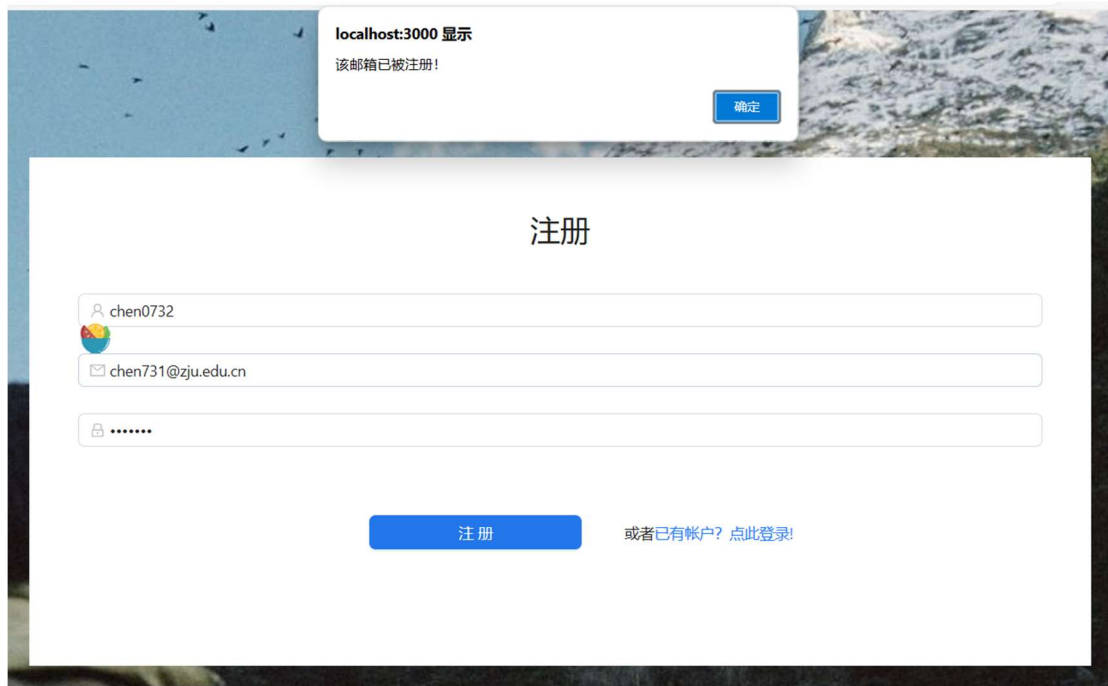 localhost:3000 显示
该邮箱已被注册！
确定
注册
chen0732
chen731@zju.edu.cn
•••••••
注 册
或者已有帐户？点此登录!